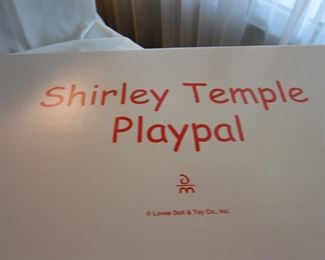 Shirley Temple
Playpal
© Lovee Doll & Toy Co., Inc.